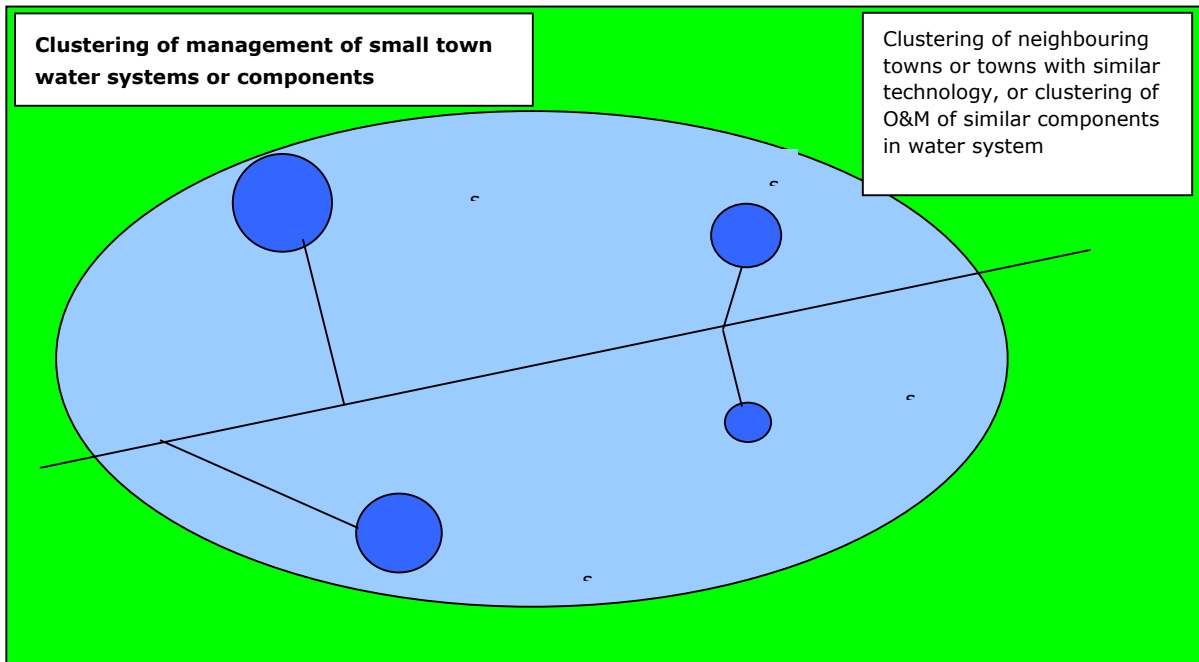 Clustering of management of small town
water systems or components
Clustering of neighbouring
towns or towns with similar
technology, or clustering of
O&M of similar components
in water system